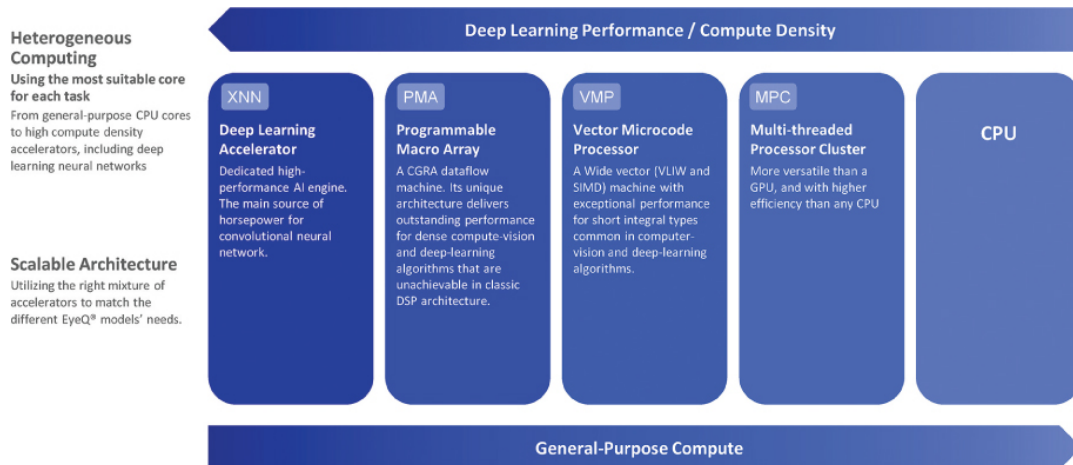 Deep Learning Performance / Compute Density
Heterogeneous
Computing
Using the most suitable core
for each task
From general-purpose CPU cores
to high compute density
accelerators, including deep
learning neural networks
Scalable Architecture
Utilizing the right mixture of
accelerators to match the
different EyeQ® models' needs.
XNN
Deep Learning
Accelerator
Dedicated high-
performance AI engine.
The main source of
horsepower for
convolutional neural
network.
PMA
Programmable
Macro Array
A CGRA dataflow
machine. Its unique
architecture delivers
outstanding performance
for dense compute-vision
and deep-learning
algorithms that are
unachievable in classic
DSP architecture.
VMP
Vector Microcode
Processor
A Wide vector (VLIW and
SIMD) machine with
exceptional performance
for short integral types
common in computer-
vision and deep-learning
algorithms.
MPC
Multi-threaded
Processor Cluster
More versatile than a
GPU, and with higher
efficiency than any CPU
CPU
General-Purpose Compute